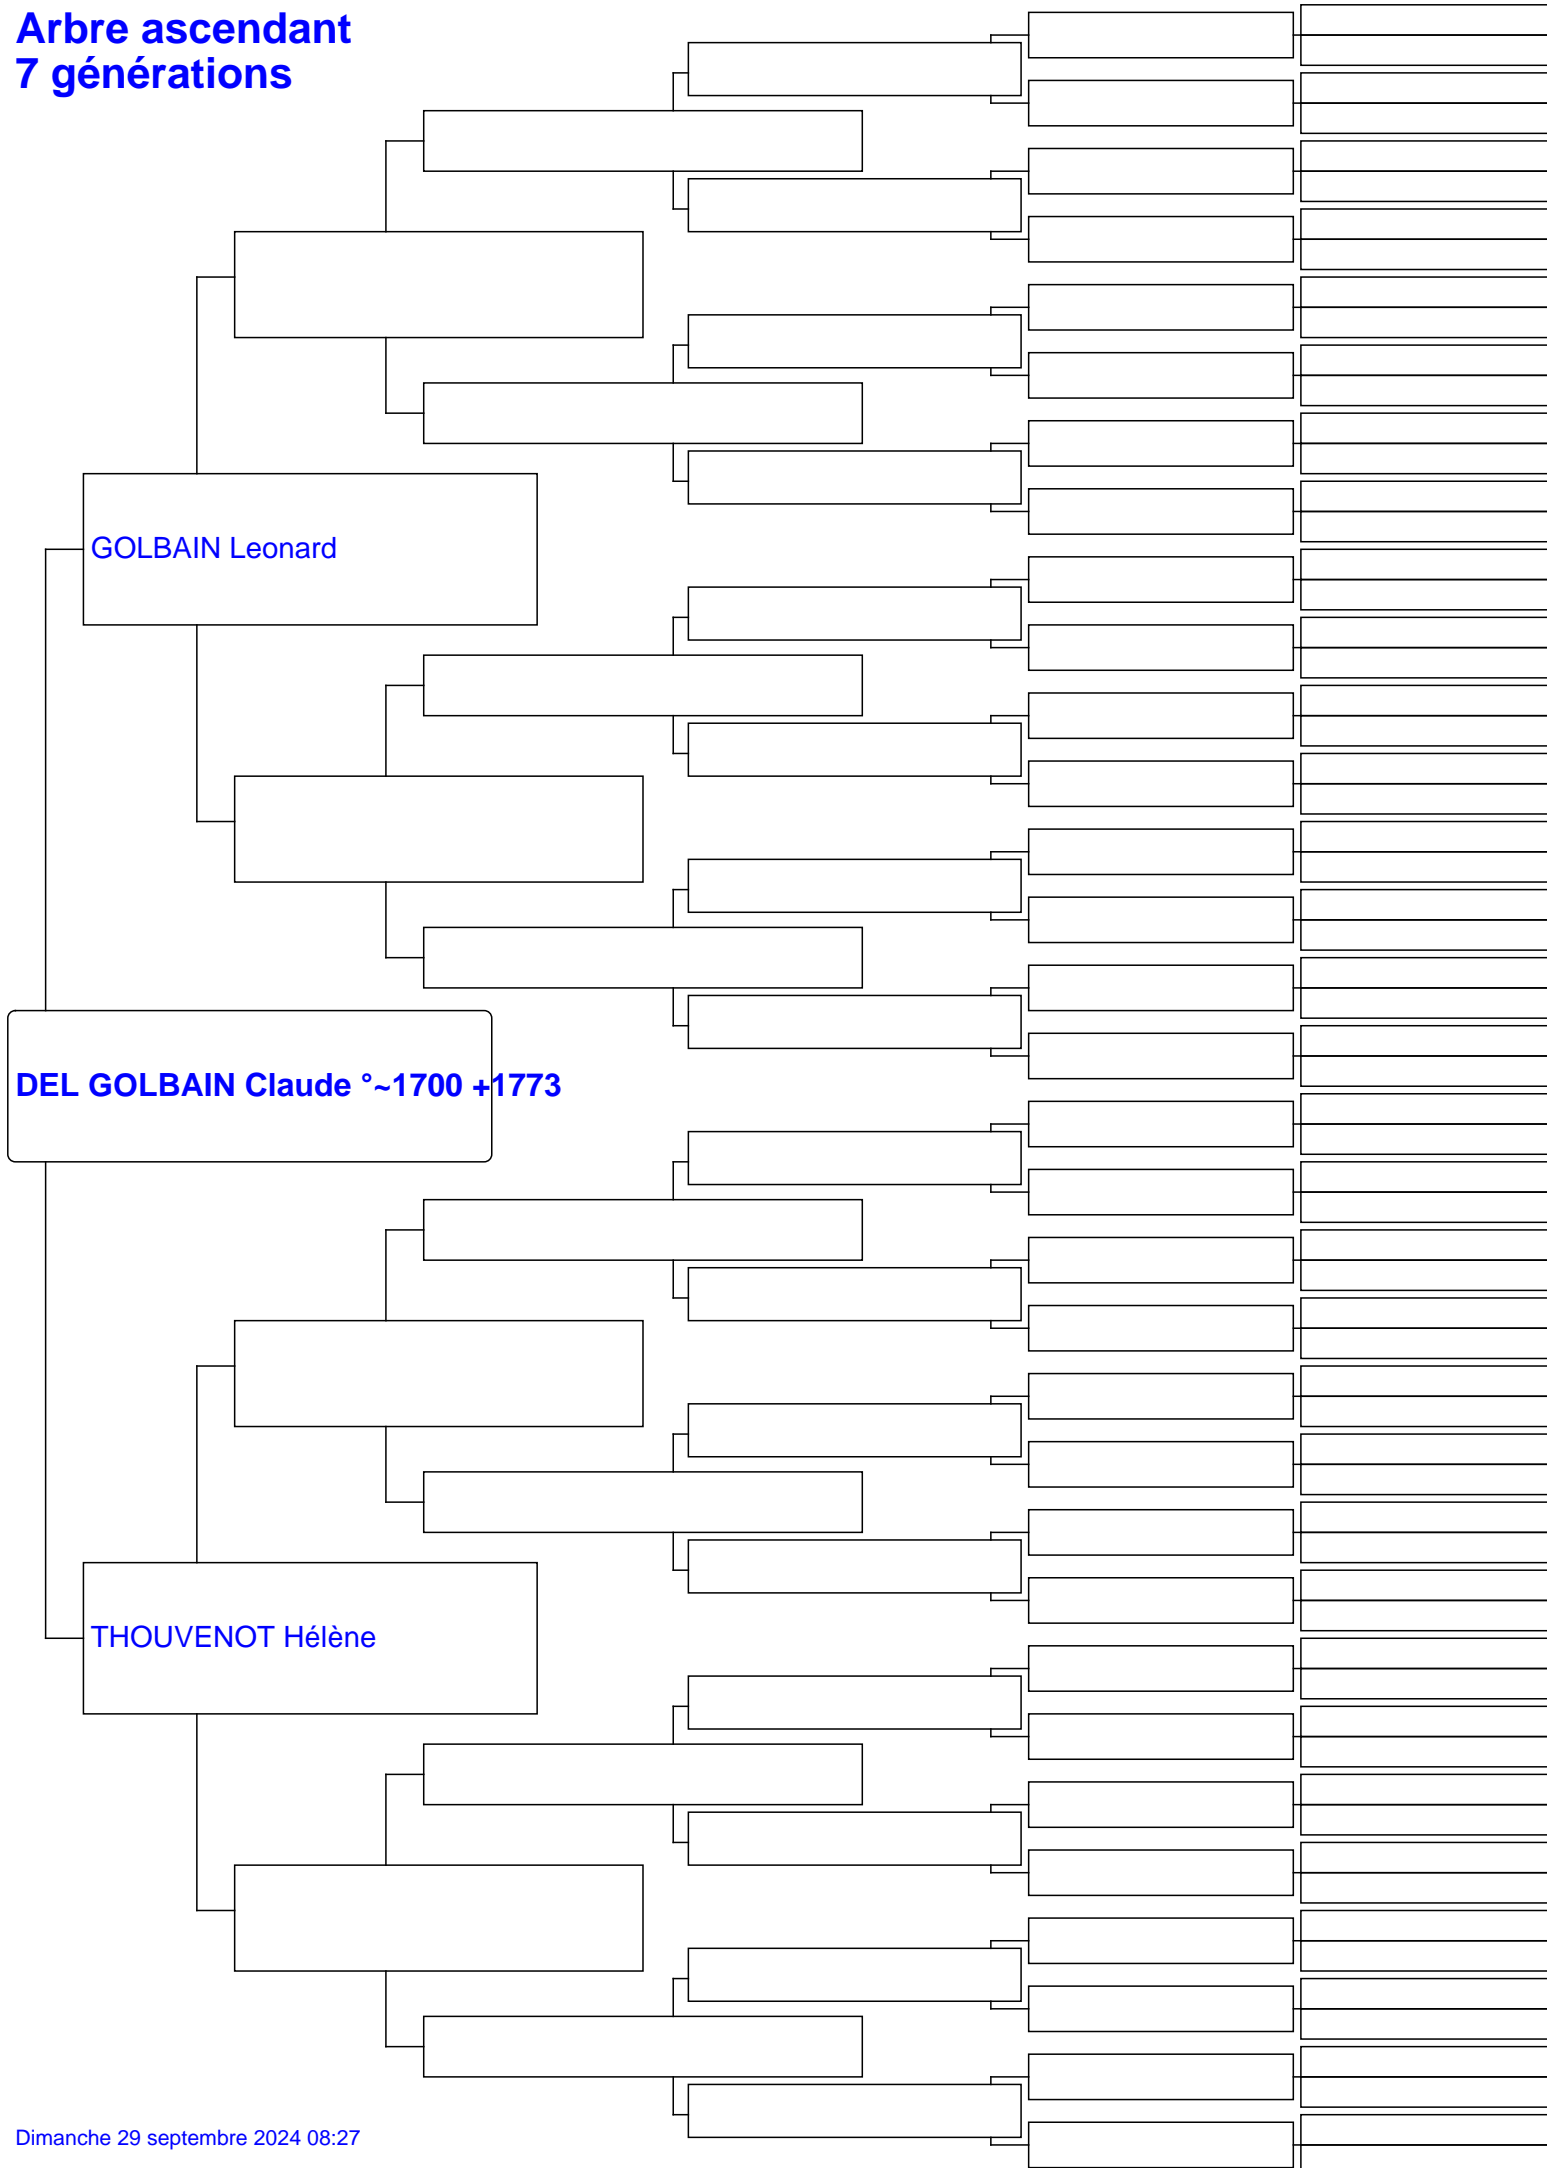 Arbre ascendant
7 générations
GOLBAIN Leonard
DEL GOLBAIN Claude °~1700 +1773
THOUVENOT Hélène
Dimanche 29 septembre 2024 08:27